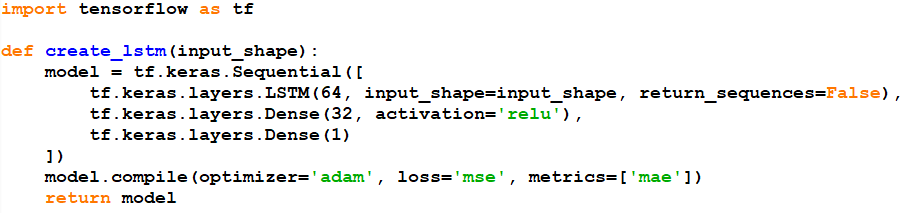 import tensorflow as tf

def create_lstm(input_shape):
    model = tf.keras.Sequential([
        tf.keras.layers.LSTM(64, input_shape=input_shape, return_sequences=False),
        tf.keras.layers.Dense(32, activation='relu'),
        tf.keras.layers.Dense(1)
    ])
    model.compile(optimizer='adam', loss='mse', metrics=['mae'])
    return model